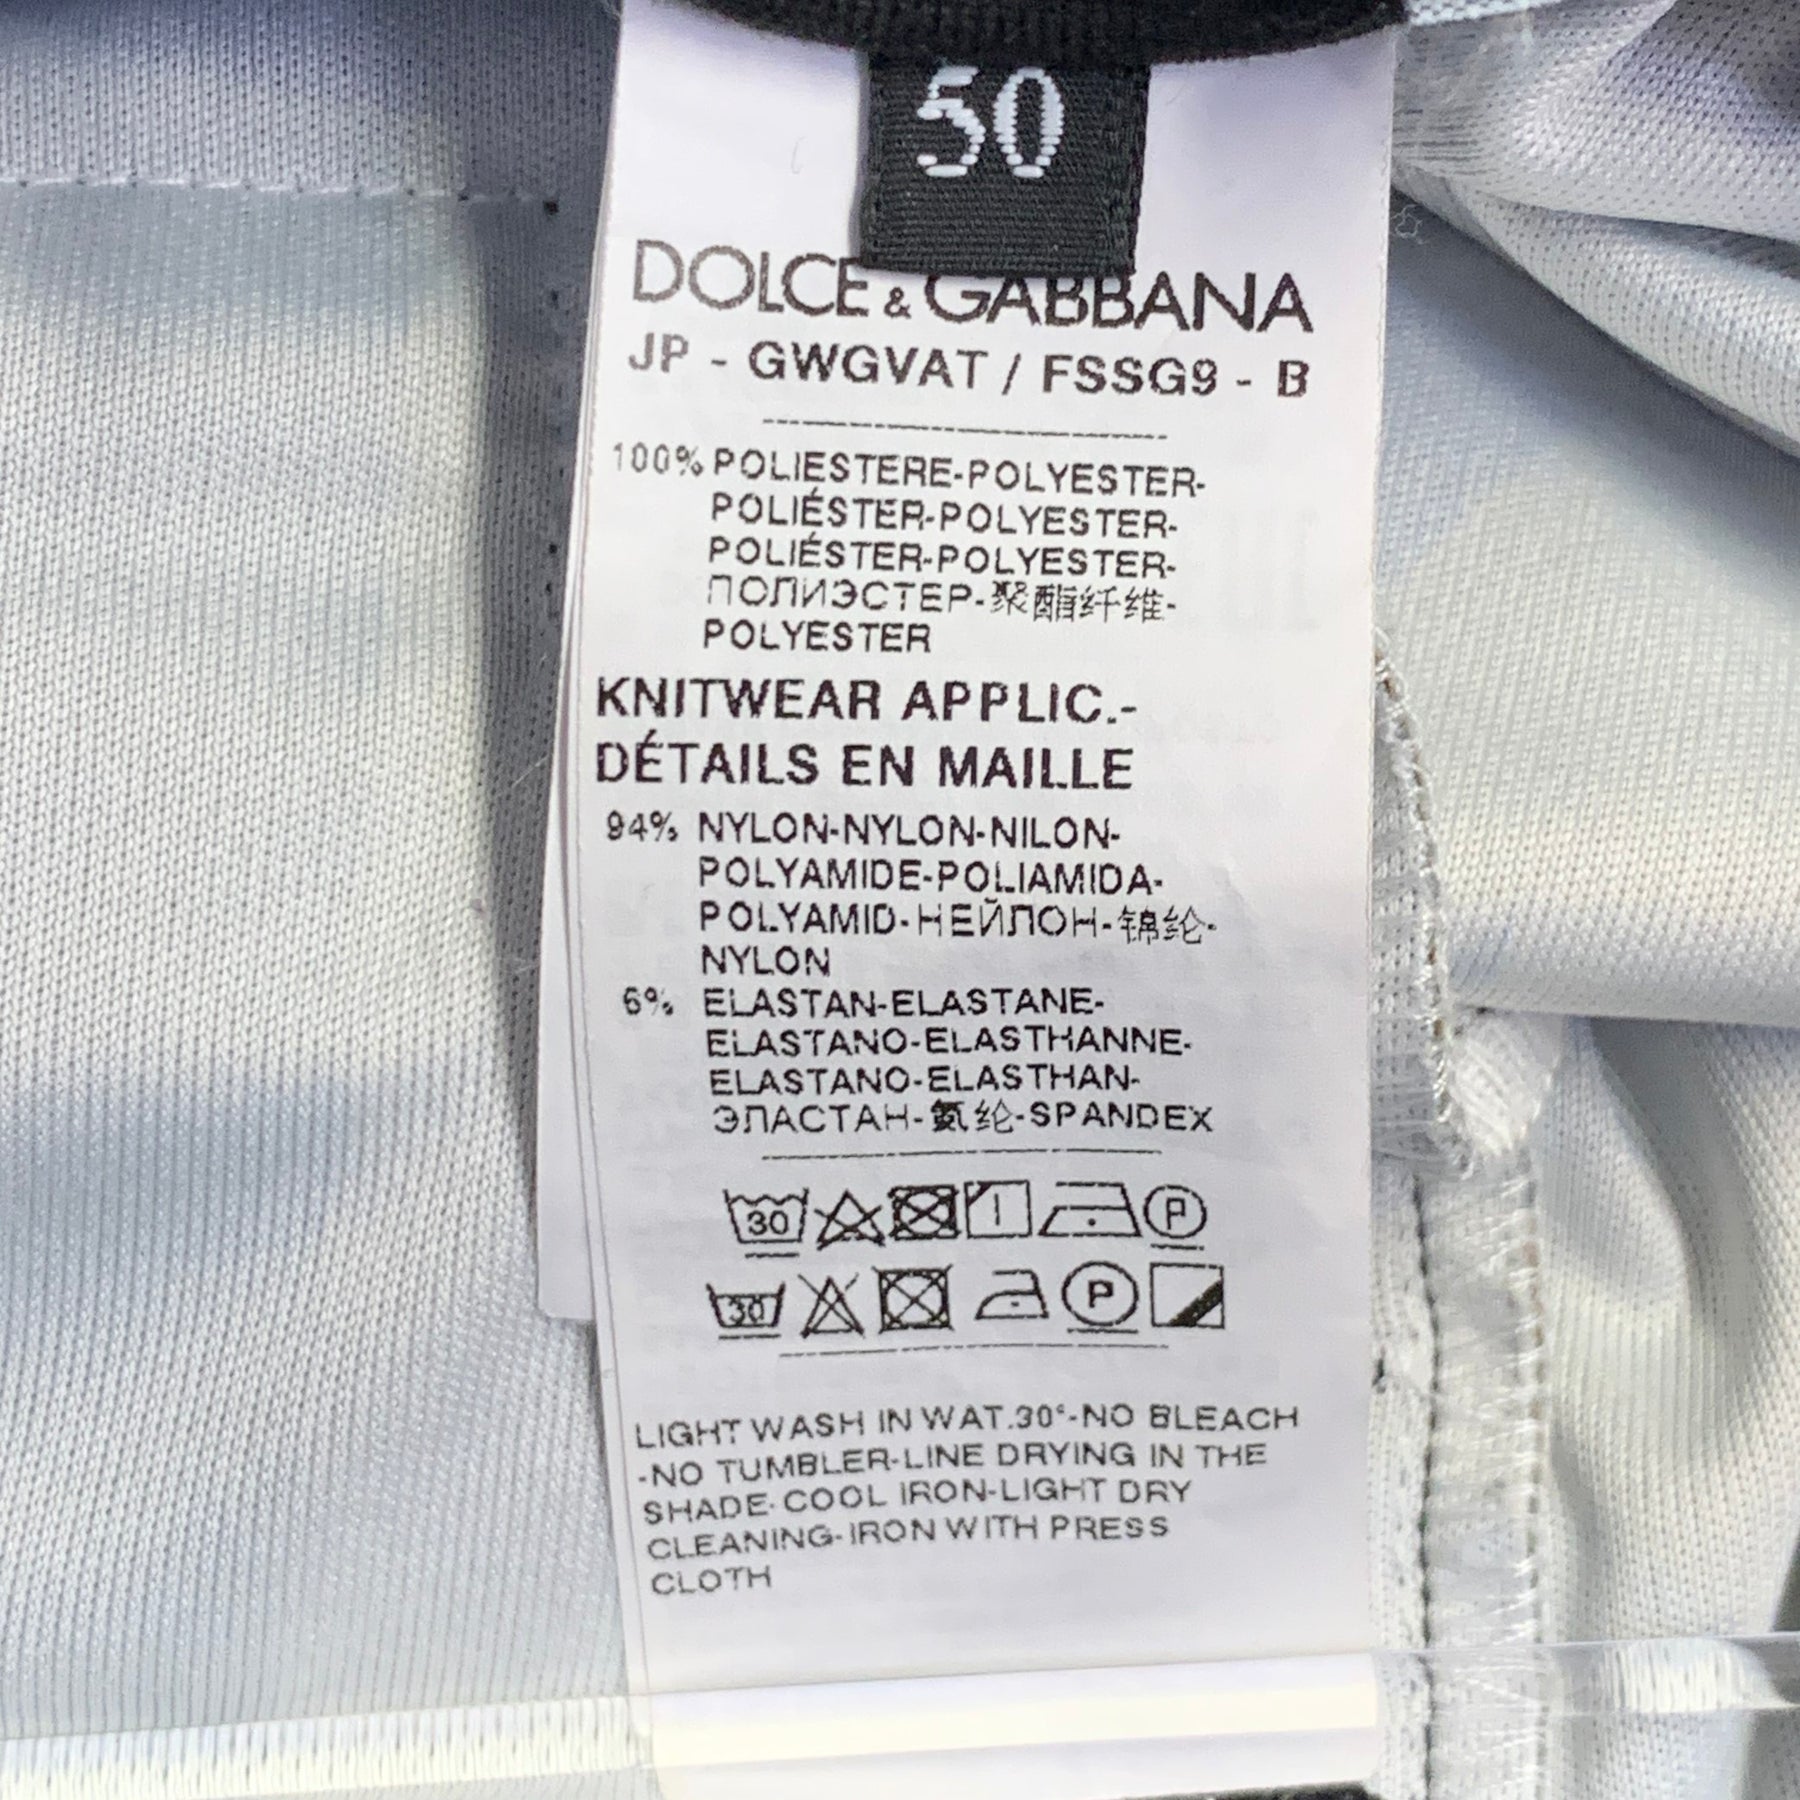 50
DOLCE & GABBANA
JP - GWGVAT / FSSG9 - B
100% POLIESTERE-POLYESTER-
POLIÉSTER-POLYESTER-
POLIÉSTER-POLYESTER-
ПОЛИЭСТЕР-聚酯纤维-
POLYESTER
KNITWEAR APPLIC.-
DÉTAILS EN MAILLE
94% NYLON-NYLON-NILON-
POLYAMIDE-POLIAMIDA-
POLYAMID-НЕЙЛОН-锦纶-
NYLON
6% ELASTAN-ELASTANE-
ELASTANO-ELASTHANNE-
ELASTANO-ELASTHAN-
ЭЛАСТАН-氨纶-SPANDEX
30 P
30 P
LIGHT WASH IN WAT.30°-NO BLEACH
-NO TUMBLER-LINE DRYING IN THE
SHADE-COOL IRON-LIGHT DRY
CLEANING-IRON WITH PRESS
CLOTH